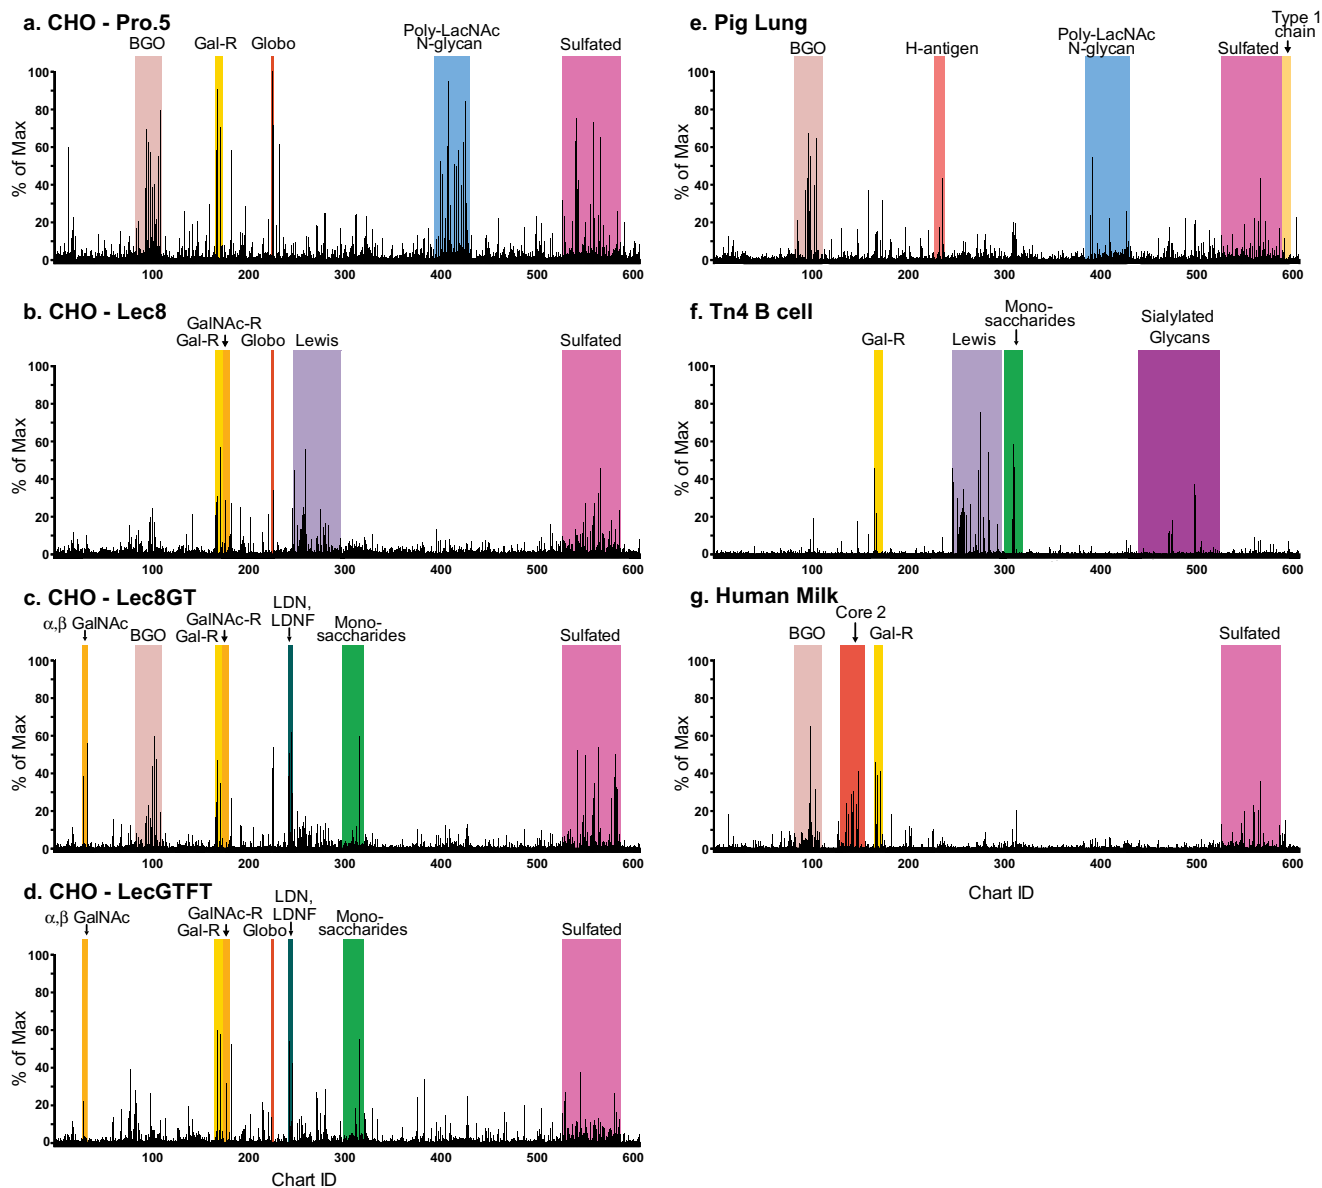 a. CHO - Pro.5
BGO
Gal-R
Globo
Poly-LacNAc
N-glycan
Sulfated
% of Max
100
80
60
40
20
0
100
200
300
400
500
600
b. CHO - Lec8
GalNAc-R
Gal-R
Globo
Lewis
Sulfated
% of Max
100
80
60
40
20
0
100
200
300
400
500
600
c. CHO - Lec8GT
α,β GalNAc
BGO
GalNAc-R
Gal-R
LDN,
LDNF
Mono-
saccharides
Sulfated
% of Max
100
80
60
40
20
0
100
200
300
400
500
600
d. CHO - LecGTFT
α,β GalNAc
GalNAc-R
Gal-R
Globo
LDN,
LDNF
Mono-
saccharides
Sulfated
% of Max
100
80
60
40
20
0
100
200
300
400
500
600
Chart ID
e. Pig Lung
BGO
H-antigen
Poly-LacNAc
N-glycan
Sulfated
Type 1
chain
% of Max
100
80
60
40
20
0
100
200
300
400
500
600
f. Tn4 B cell
Gal-R
Lewis
Mono-
saccharides
Sialylated
Glycans
% of Max
100
80
60
40
20
0
100
200
300
400
500
600
g. Human Milk
BGO
Core 2
Gal-R
Sulfated
% of Max
100
80
60
40
20
0
100
200
300
400
500
600
Chart ID